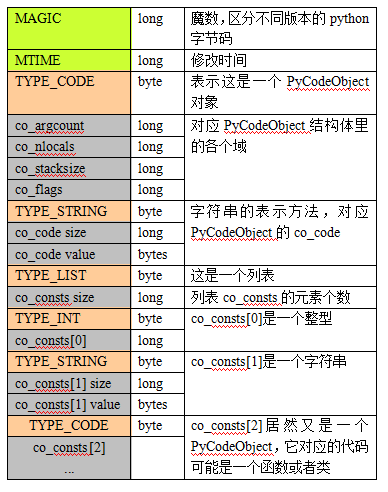 MAGIC long 魔数，区分不同版本的 python
字节码
MTIME long 修改时间
TYPE_CODE byte 表示这是一个 PyCodeObject
对象
co_argcount long 对应 PyCodeObject 结构体里
co_nlocals long 的各个域
co_stacksize long
co_flags long
TYPE_STRING byte 字符串的表示方法，对应
co_code size long PyCodeObject 的 co_code
co_code value bytes
TYPE_LIST byte 这是一个列表
co_consts size long 列表 co_consts 的元素个数
TYPE_INT byte co_consts[0]是一个整型
co_consts[0] long
TYPE_STRING byte co_consts[1]是一个字符串
co_consts[1] size long
co_consts[1] value bytes
TYPE_CODE byte co_consts[2] 居然又是一个
co_consts[2] PyCodeObject，它对应的代码
... 可能是一个函数或者类